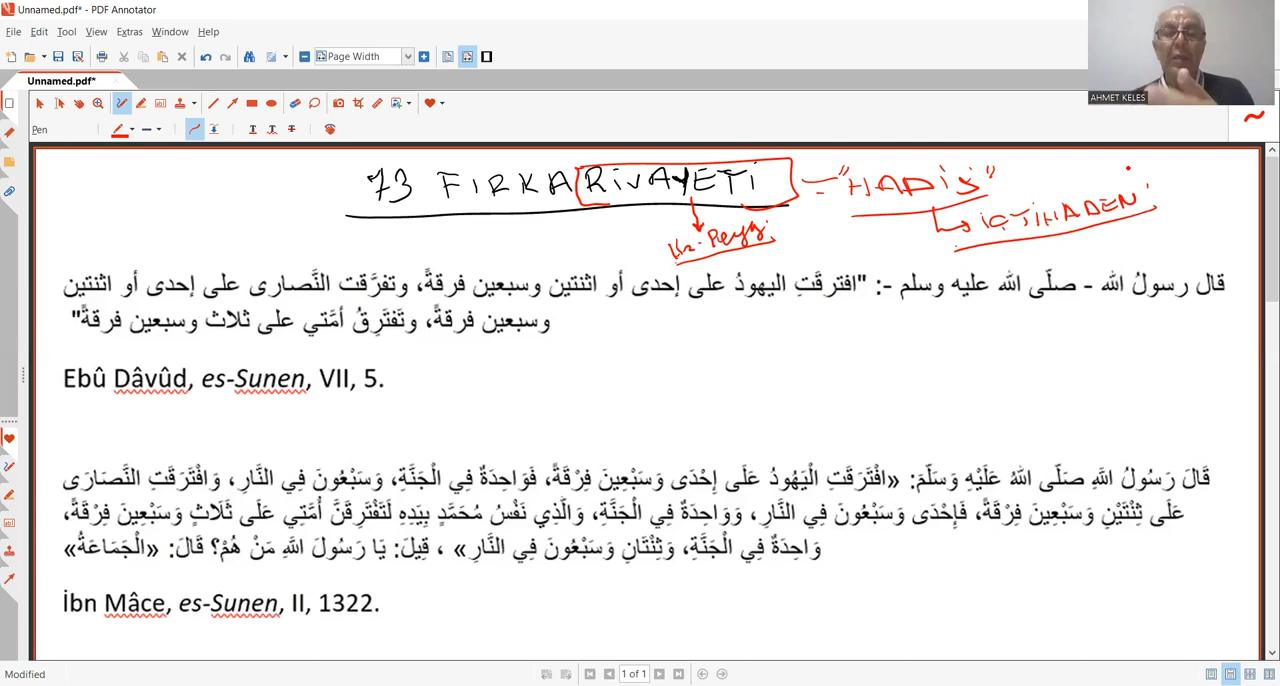 Unnamed.pdf* - PDF Annotator
File Edit Tool View Extras Window Help
Page Width
Unnamed.pdf*
Pen
AHMET KELES
73 FIRKA RİVAYETİ = "HADİS"
→ İÇTİHADEN
قال رسولُ الله - صلَّى الله عليه وسلم -: "افترقَتِ اليهودُ على إحدى أو اثنتين وسبعين فرقةً، وتفرَّقت النَّصارى على إحدى أو اثنتين
وسبعين فرقةً، وتَفتَرِقُ أمَّتي على ثلاث وسبعين فرقةً"
Ebû Dâvûd, es-Sunen, VII, 5.
قَالَ رَسُولُ اللَّهِ صَلَّى اللهُ عَلَيْهِ وَسَلَّمَ: «افْتَرَقَتِ الْيَهُودُ عَلَى إِحْدَى وَسَبْعِينَ فِرْقَةً، فَوَاحِدَةٌ فِي الْجَنَّةِ، وَسَبْعُونَ فِي النَّارِ، وَافْتَرَقَتِ النَّصَارَى
عَلَى ثِنْتَيْنِ وَسَبْعِينَ فِرْقَةً، فَإِحْدَى وَسَبْعُونَ فِي النَّارِ، وَوَاحِدَةٌ فِي الْجَنَّةِ، وَالَّذِي نَفْسُ مُحَمَّدٍ بِيَدِهِ لَتَفْتَرِقَنَّ أُمَّتِي عَلَى ثَلَاثٍ وَسَبْعِينَ فِرْقَةً،
وَاحِدَةٌ فِي الْجَنَّةِ، وَثِنْتَانِ وَسَبْعُونَ فِي النَّارِ» ، قِيلَ: يَا رَسُولَ اللَّهِ مَنْ هُمْ؟ قَالَ: «الْجَمَاعَةُ»
İbn Mâce, es-Sunen, II, 1322.
1 of 1
Modified